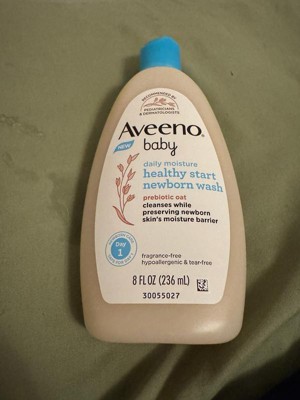 RECOMMENDED BY
PEDIATRICIANS
& DERMATOLOGISTS
Aveeno®
NEW
baby
daily moisture
healthy start
newborn wash
prebiotic oat
cleanses while
preserving newborn
skin's moisture barrier
Day
1
fragrance-free
hypoallergenic & tear-free
8 FL OZ (236 mL)
30055027